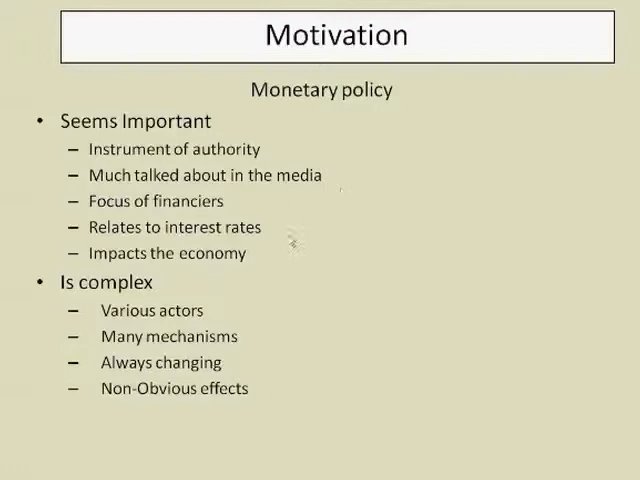 Motivation
Monetary policy
• Seems Important
– Instrument of authority
– Much talked about in the media
– Focus of financiers
– Relates to interest rates
– Impacts the economy
• Is complex
– Various actors
– Many mechanisms
– Always changing
– Non-Obvious effects